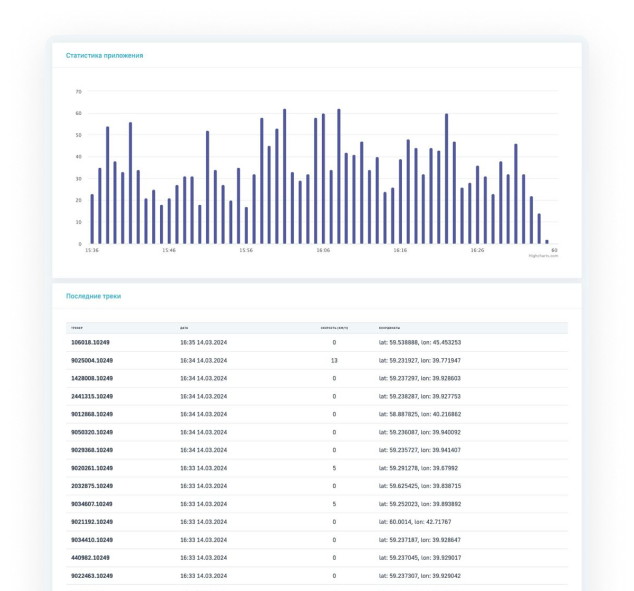 Статистика приложения
70
60
50
40
30
20
10
0
15:36 15:46 15:56 16:06 16:16 16:26 60
Highcharts.com
Последние треки
ТРЕКЕР ДАТА СКОРОСТЬ (КМ/Ч) КООРДИНАТЫ
106018.10249 16:35 14.03.2024 0 lat: 59.538888, lon: 45.453253
9025004.10249 16:34 14.03.2024 13 lat: 59.231927, lon: 39.771947
1428008.10249 16:34 14.03.2024 0 lat: 59.237297, lon: 39.928603
2441315.10249 16:34 14.03.2024 0 lat: 59.238287, lon: 39.927753
9012868.10249 16:34 14.03.2024 0 lat: 58.887825, lon: 40.216862
9050320.10249 16:34 14.03.2024 0 lat: 59.236087, lon: 39.940092
9029368.10249 16:34 14.03.2024 0 lat: 59.235727, lon: 39.941407
9020261.10249 16:33 14.03.2024 5 lat: 59.291278, lon: 39.67992
2032875.10249 16:33 14.03.2024 0 lat: 59.625425, lon: 39.838715
9034607.10249 16:33 14.03.2024 5 lat: 59.252023, lon: 39.893892
9021192.10249 16:33 14.03.2024 0 lat: 60.0014, lon: 42.71767
9034410.10249 16:33 14.03.2024 0 lat: 59.237187, lon: 39.928647
440982.10249 16:33 14.03.2024 0 lat: 59.237045, lon: 39.929017
9022463.10249 16:33 14.03.2024 0 lat: 59.237307, lon: 39.929042